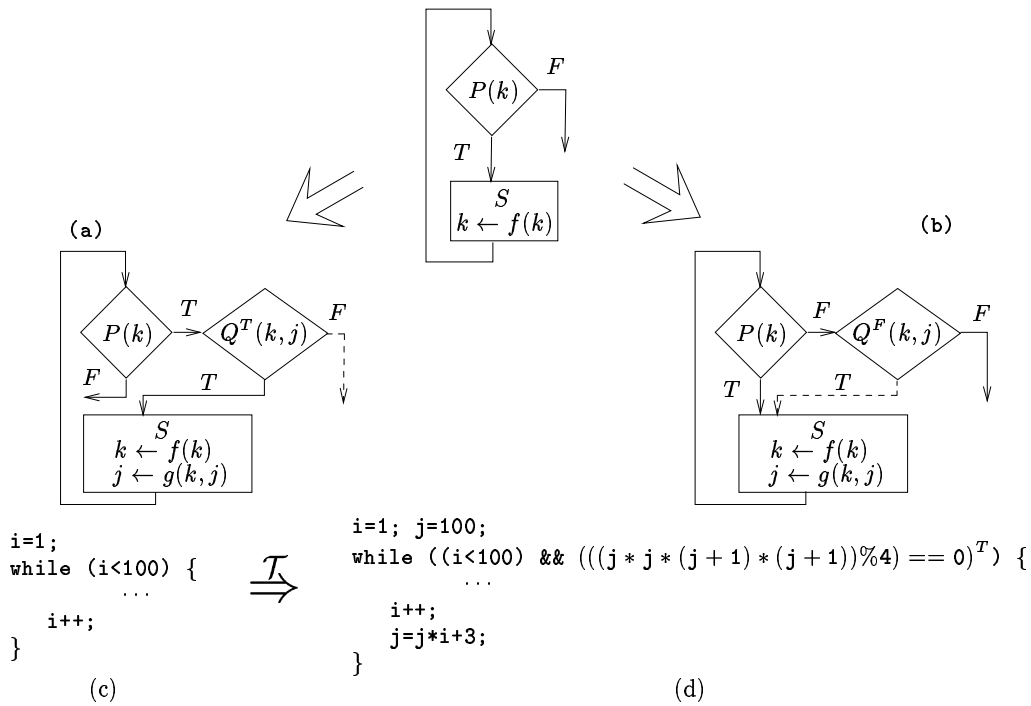 P(k)
F
T
S
k ← f(k)
(a)
(b)
P(k)
T
Q^T(k, j)
F
F
T
S
k ← f(k)
j ← g(k, j)
P(k)
F
Q^F(k, j)
F
T
T
S
k ← f(k)
j ← g(k, j)
i=1;
while (i<100) {
...
i++;
}
(c)
𝒯
⇒
i=1; j=100;
while ((i<100) && (((j * j * (j + 1) * (j + 1))%4) == 0)^T) {
...
i++;
j=j*i+3;
}
(d)